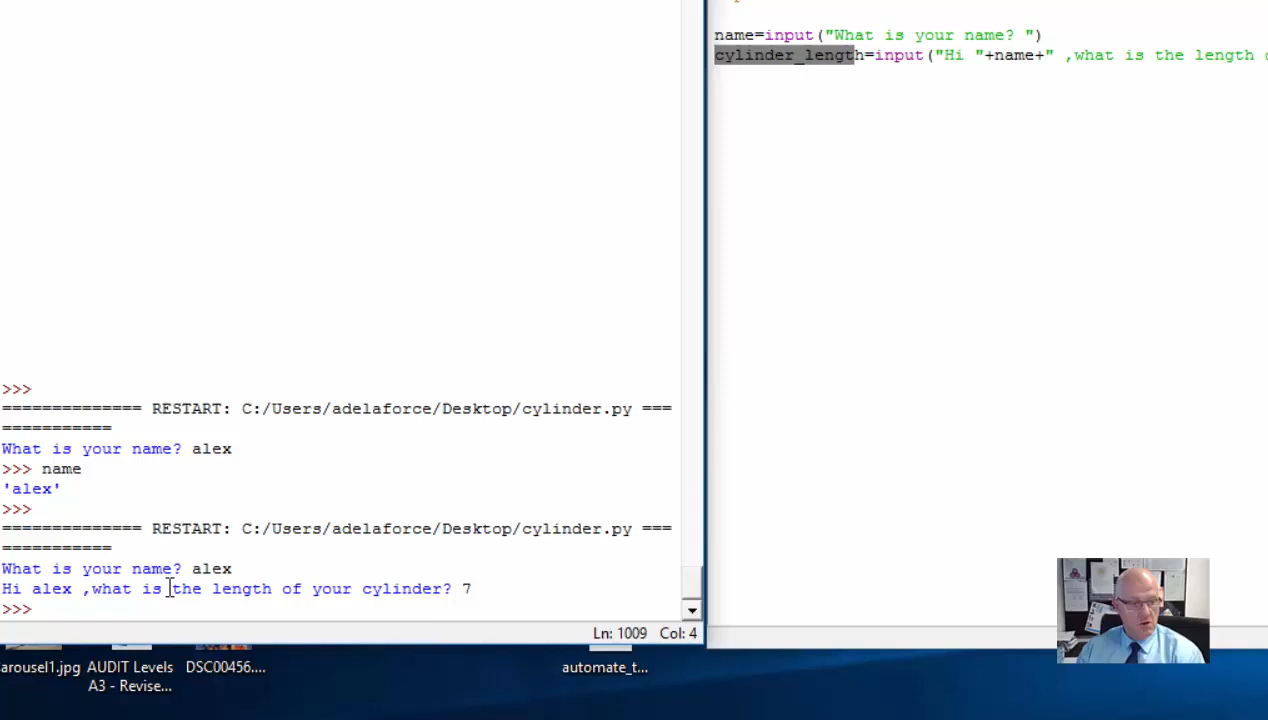 name=input("What is your name? ")
cylinder_length=input("Hi "+name+" ,what is the length
>>>
============== RESTART: C:/Users/adelaforce/Desktop/cylinder.py ===
===========
What is your name? alex
>>> name
'alex'
>>>
============== RESTART: C:/Users/adelaforce/Desktop/cylinder.py ===
===========
What is your name? alex
Hi alex ,what is the length of your cylinder? 7
>>>
Ln: 1009 Col: 4
arousel1.jpg
AUDIT Levels
A3 - Revise...
DSC00456....
automate_t...